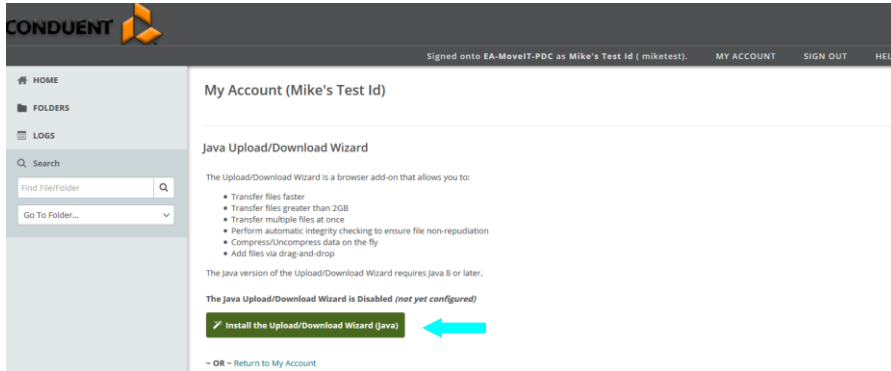 CONDUENT
Signed onto EA-MoveIT-PDC as Mike's Test Id ( miketest). MY ACCOUNT SIGN OUT
HOME
FOLDERS
LOGS
Search
Find File/Folder
Go To Folder...
My Account (Mike's Test Id)
Java Upload/Download Wizard
The Upload/Download Wizard is a browser add-on that allows you to:
• Transfer files faster
• Transfer files greater than 2GB
• Transfer multiple files at once
• Perform automatic integrity checking to ensure file non-repudiation
• Compress/Uncompress data on the fly
• Add files via drag-and-drop
The Java version of the Upload/Download Wizard requires Java 8 or later.
The Java Upload/Download Wizard is Disabled (not yet configured)
Install the Upload/Download Wizard (Java)
~ OR ~ Return to My Account